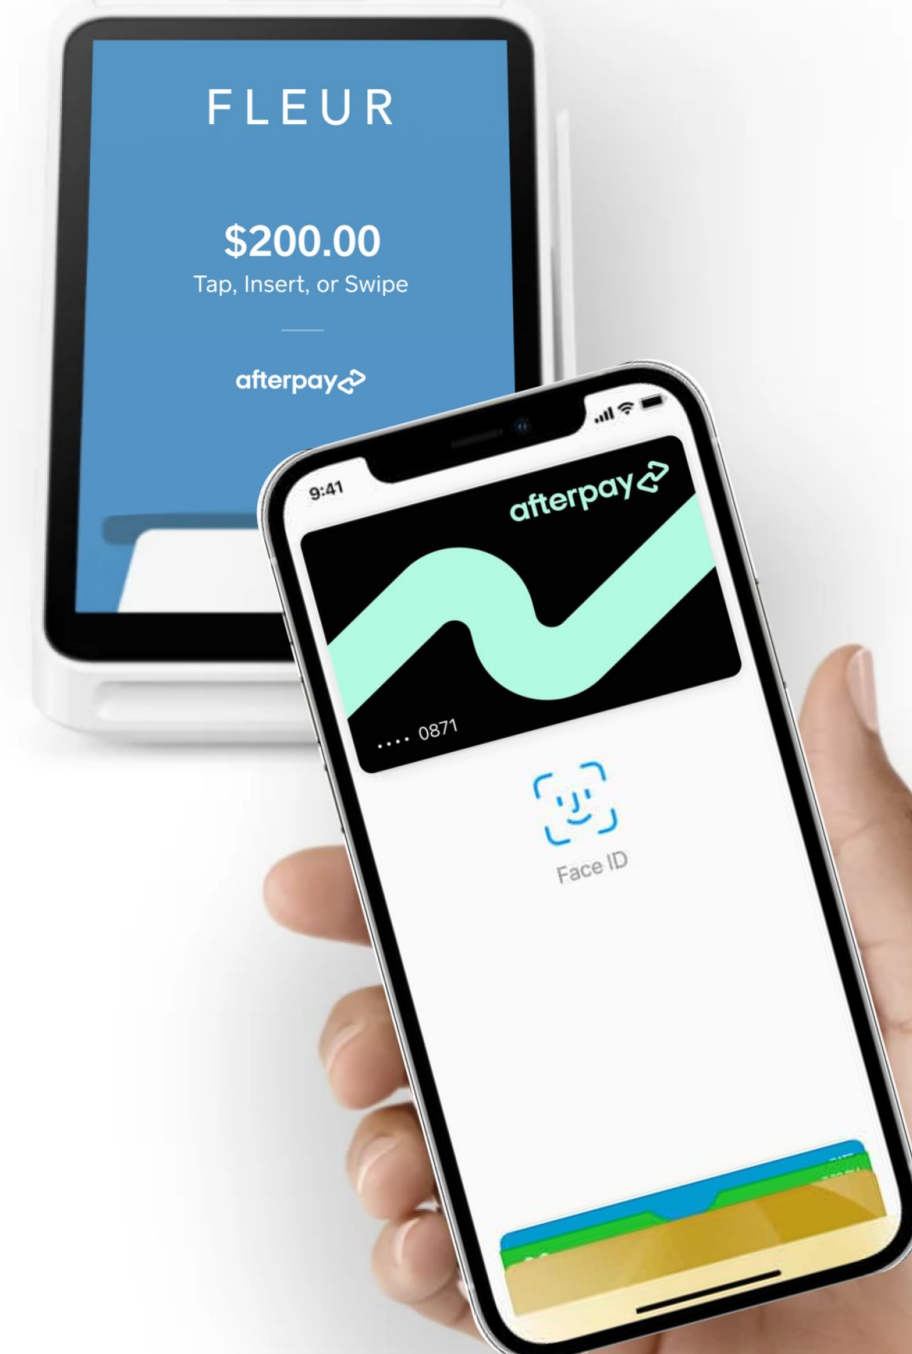 FLEUR
$200.00
Tap, Insert, or Swipe
afterpay
9:41
afterpay
•••• 0871
Face ID